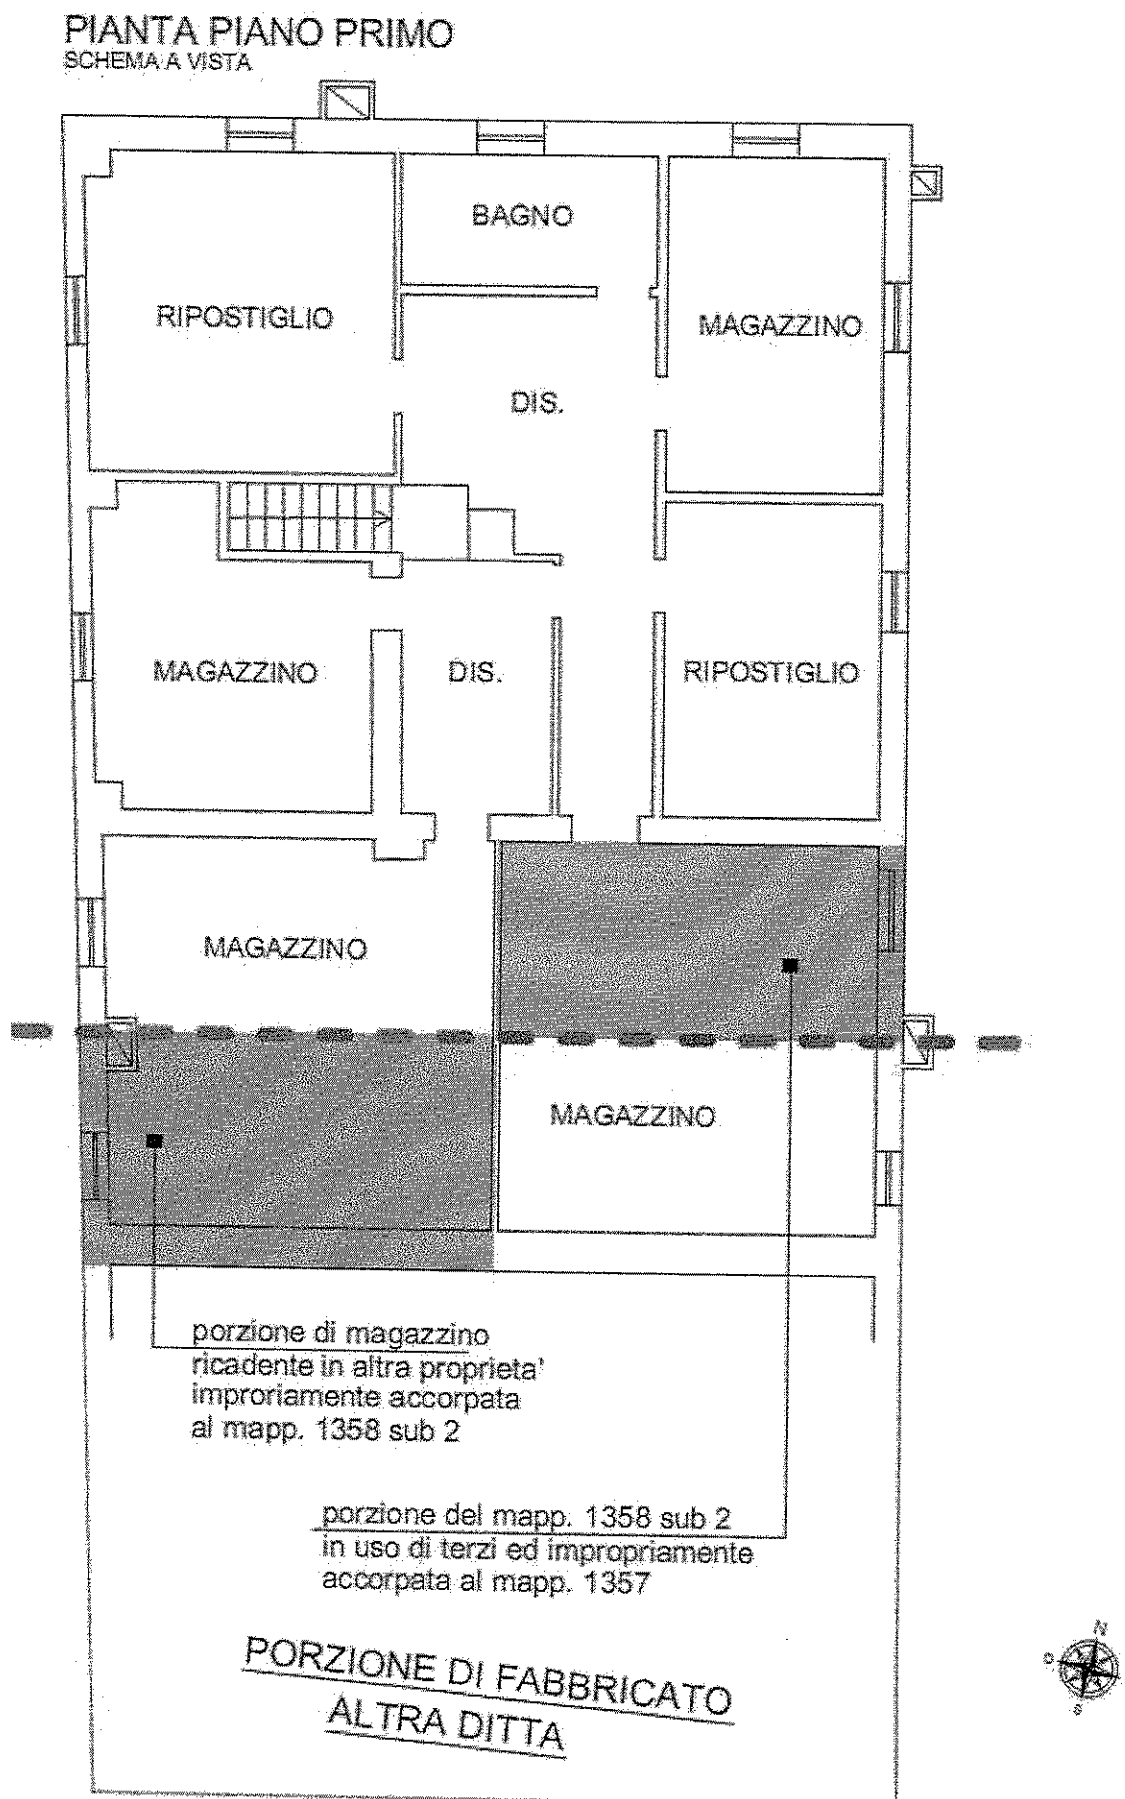 PIANTA PIANO PRIMO
SCHEMA A VISTA
BAGNO
RIPOSTIGLIO
MAGAZZINO
DIS.
MAGAZZINO
DIS.
RIPOSTIGLIO
MAGAZZINO
MAGAZZINO
porzione di magazzino
ricadente in altra proprieta'
improriamente accorpata
al mapp. 1358 sub 2
porzione del mapp. 1358 sub 2
in uso di terzi ed impropriamente
accorpata al mapp. 1357
PORZIONE DI FABBRICATO
ALTRA DITTA
N
O
S